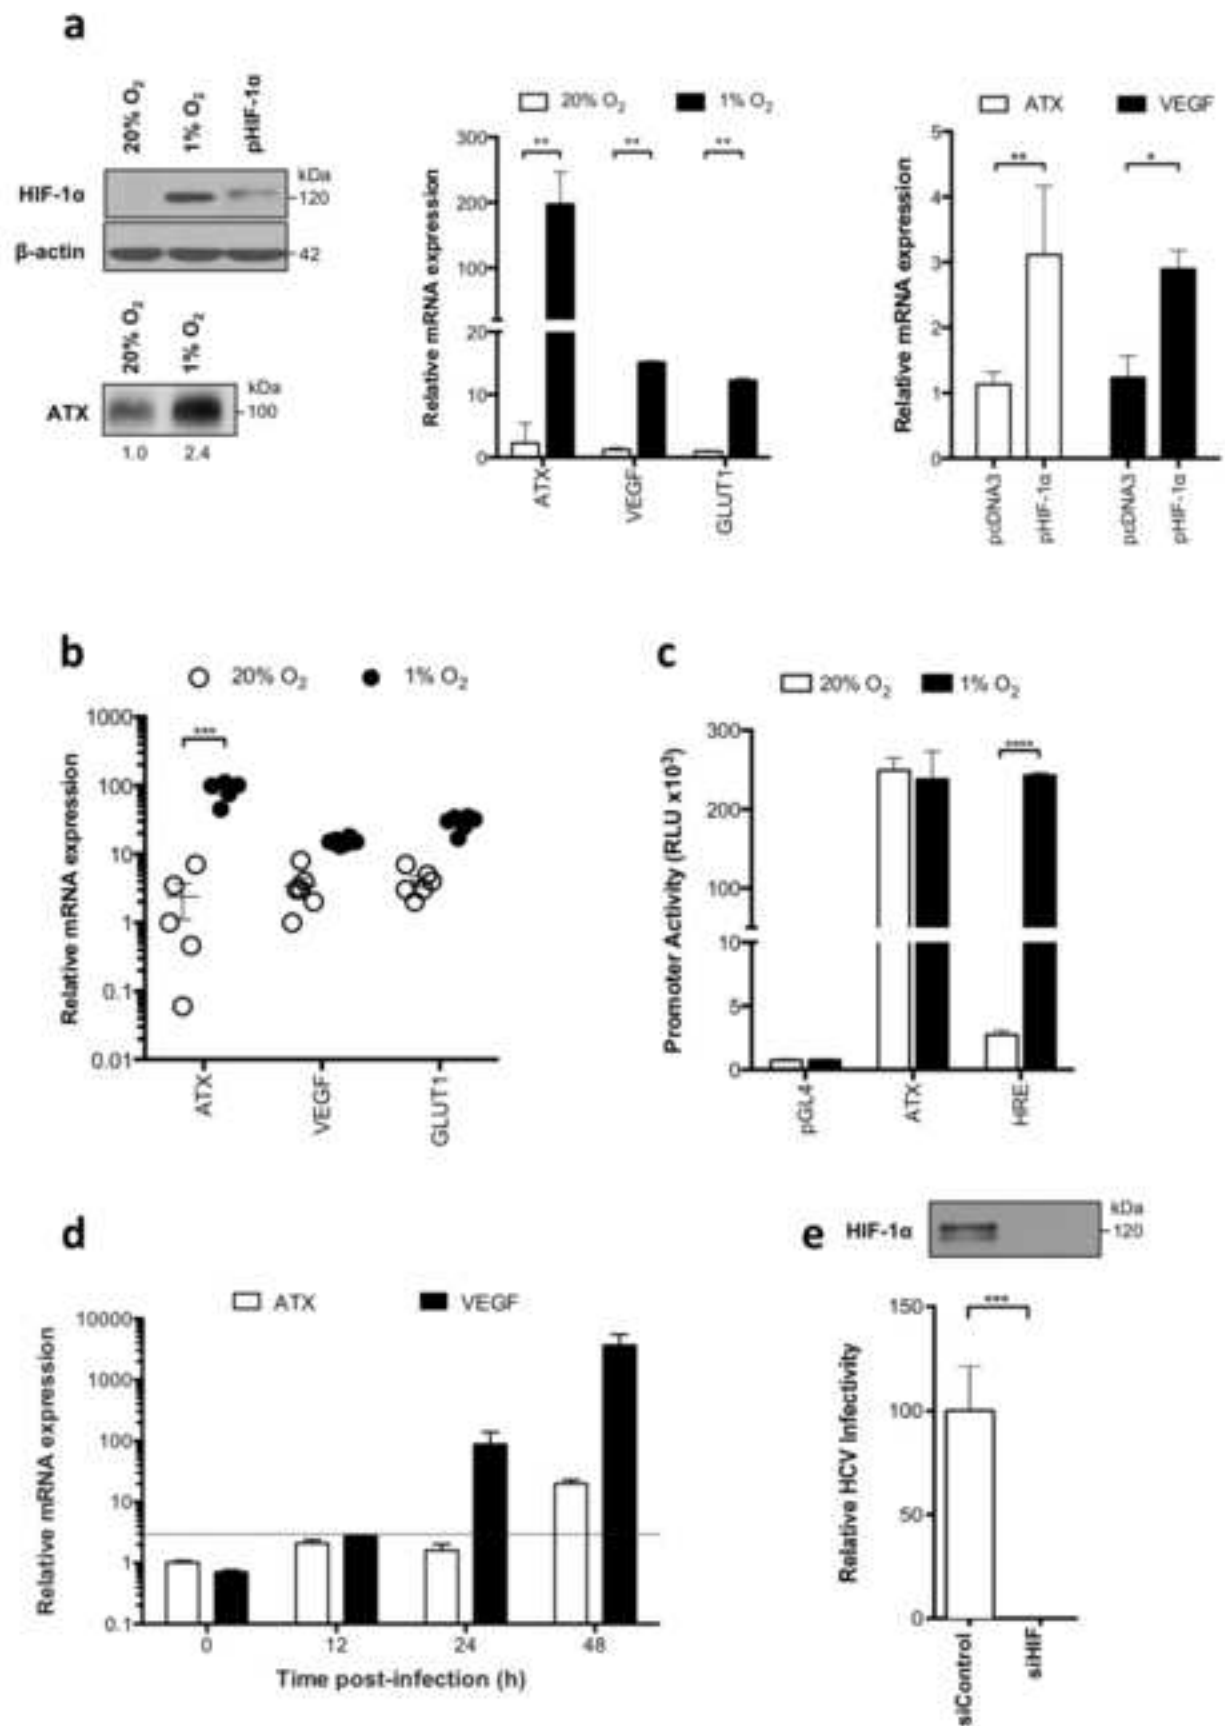 a
20% O2
1% O2
pHIF-1α
kDa
HIF-1α
120
β-actin
42
20% O2
1% O2
kDa
ATX
100
1.0
2.4
20% O2
1% O2
Relative mRNA expression
300
200
100
20
10
0
**
**
**
ATX
VEGF
GLUT1
ATX
VEGF
Relative mRNA expression
5
4
3
2
1
0
**
*
pcDNA3
pHIF-1α
pcDNA3
pHIF-1α
b
20% O2
1% O2
Relative mRNA expression
1000
100
10
1
0.1
0.01
***
ATX
VEGF
GLUT1
c
20% O2
1% O2
Promoter Activity (RLU x10³)
300
200
100
10
5
0
****
pGL4
ATX
HRE
d
ATX
VEGF
Relative mRNA expression
10000
1000
100
10
1
0.1
0
12
24
48
Time post-infection (h)
e
HIF-1α
kDa
120
Relative HCV Infectivity
150
100
50
0
***
siControl
siHIF